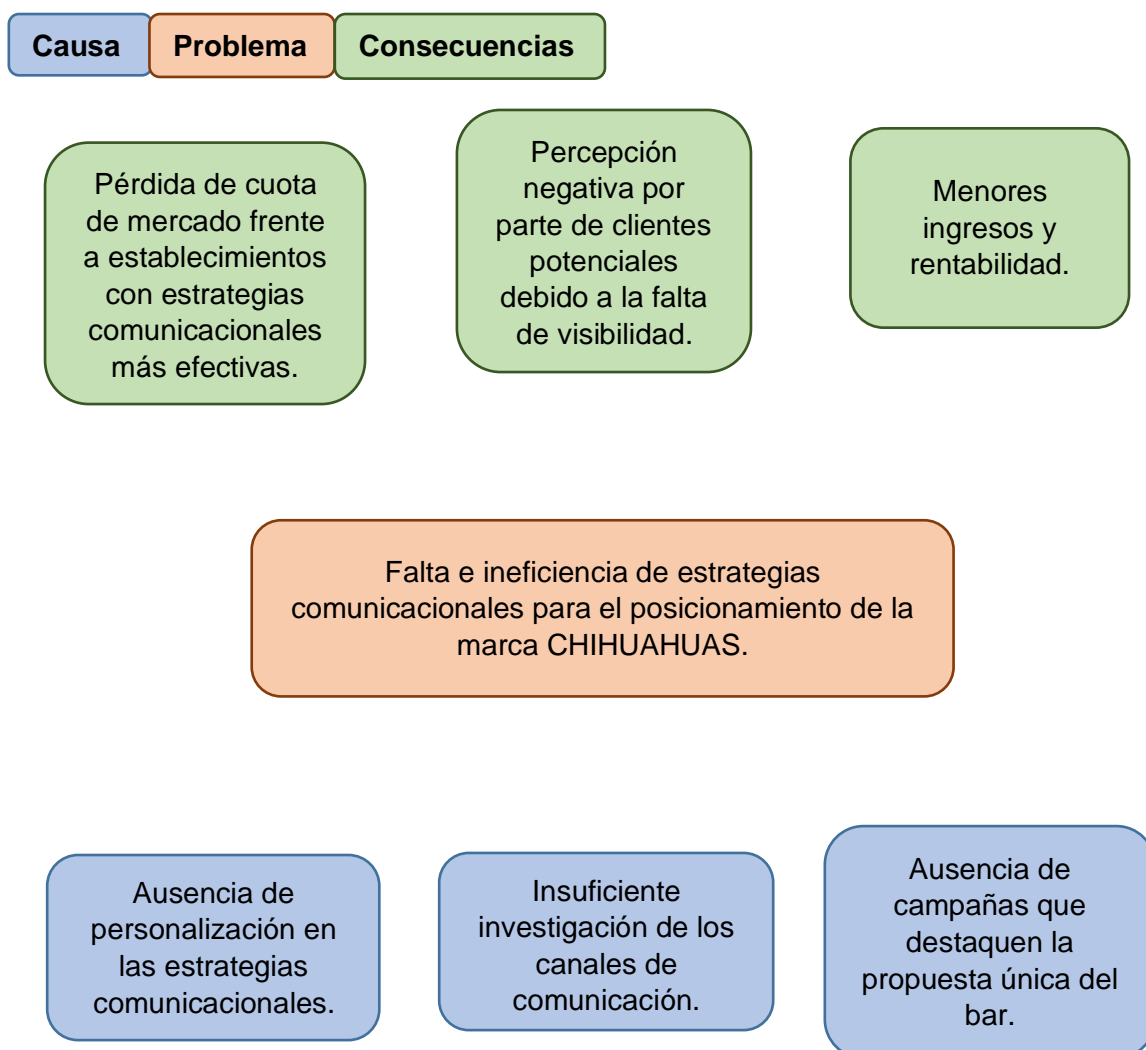 Causa
Problema
Consecuencias
Pérdida de cuota
de mercado frente
a establecimientos
con estrategias
comunicacionales
más efectivas.
Percepción
negativa por
parte de clientes
potenciales
debido a la falta
de visibilidad.
Menores
ingresos y
rentabilidad.
Falta e ineficiencia de estrategias
comunicacionales para el posicionamiento de la
marca CHIHUAHUAS.
Ausencia de
personalización en
las estrategias
comunicacionales.
Insuficiente
investigación de los
canales de
comunicación.
Ausencia de
campañas que
destaquen la
propuesta única del
bar.